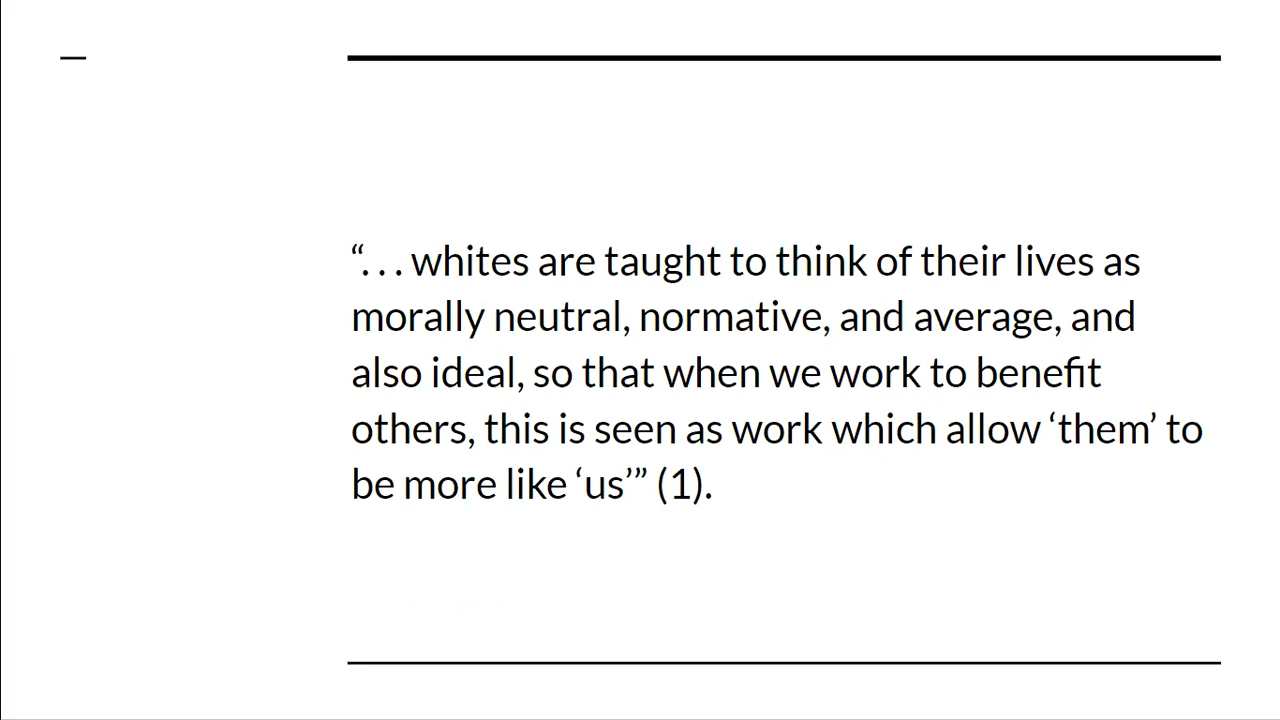 “. . . whites are taught to think of their lives as
morally neutral, normative, and average, and
also ideal, so that when we work to benefit
others, this is seen as work which allow ‘them’ to
be more like ‘us’” (1).